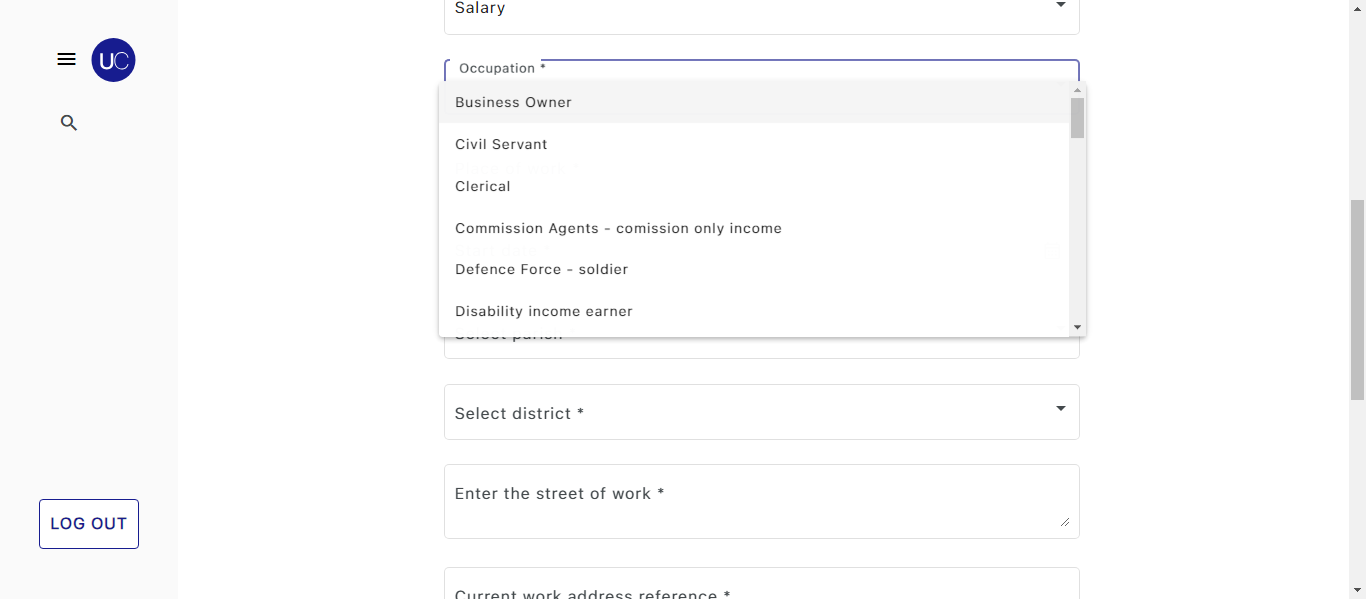 Salary
UC
Occupation *
Business Owner
Civil Servant
Clerical
Commission Agents - comission only income
Defence Force - soldier
Disability income earner
Select parish *
Select district *
Enter the street of work *
LOG OUT
Current work address reference *